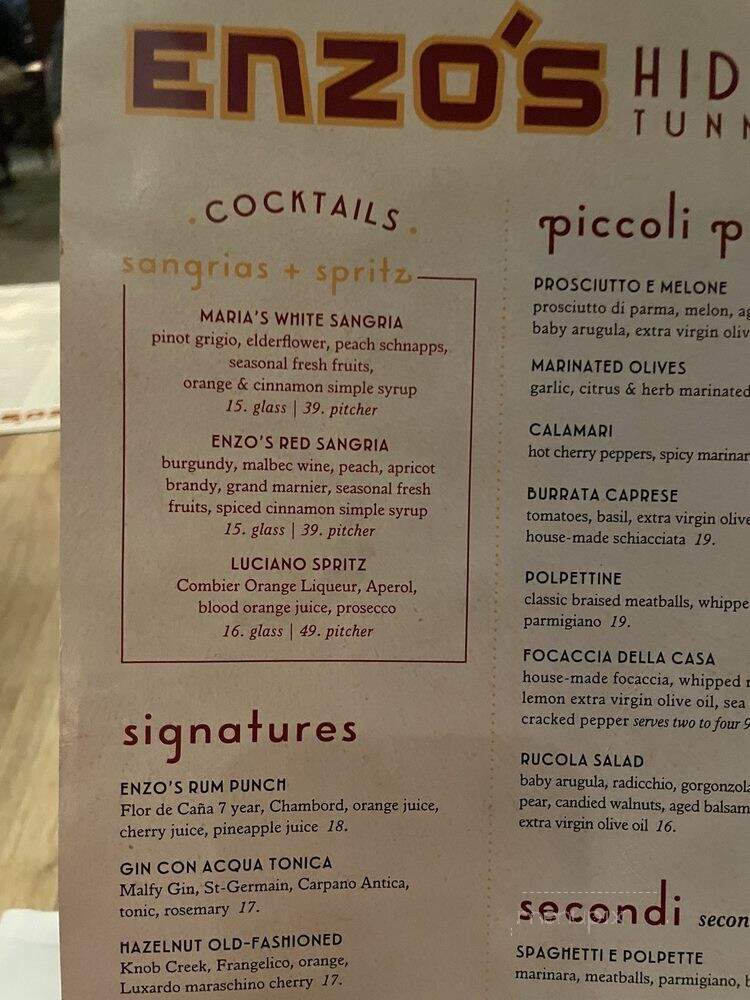 ENZO'S
COCKTAILS
sangrias + spritz
MARIA'S WHITE SANGRIA
pinot grigio, elderflower, peach schnapps,
seasonal fresh fruits,
orange & cinnamon simple syrup
15. glass | 39. pitcher
ENZO'S RED SANGRIA
burgundy, malbec wine, peach, apricot
brandy, grand marnier, seasonal fresh
fruits, spiced cinnamon simple syrup
15. glass | 39. pitcher
LUCIANO SPRITZ
Combier Orange Liqueur, Aperol,
blood orange juice, prosecco
16. glass | 49. pitcher
signatures
ENZO'S RUM PUNCH
Flor de Caña 7 year, Chambord, orange juice,
cherry juice, pineapple juice 18.
GIN CON ACQUA TONICA
Malfy Gin, St-Germain, Carpano Antica,
tonic, rosemary 17.
HAZELNUT OLD-FASHIONED
Knob Creek, Frangelico, orange,
Luxardo maraschino cherry 17.
piccoli
PROSCIUTTO E MELONE
prosciutto di parma, melon,
baby arugula, extra virgin
MARINATED OLIVES
garlic, citrus & herb marinated
CALAMARI
hot cherry peppers, spicy
BURRATA CAPRESE
tomatoes, basil, extra virgin
house-made schiacciata 19.
POLPETTINE
classic braised meatballs,
parmigiano 19.
FOCACCIA DELLA CASA
house-made focaccia, whipped
lemon extra virgin olive oil, sea
cracked pepper serves two to four
RUCOLA SALAD
baby arugula, radicchio,
pear, candied walnuts, aged
extra virgin olive oil 16.
secondi
SPAGHETTI E POLPETTE
marinara, meatballs, parmigiano,